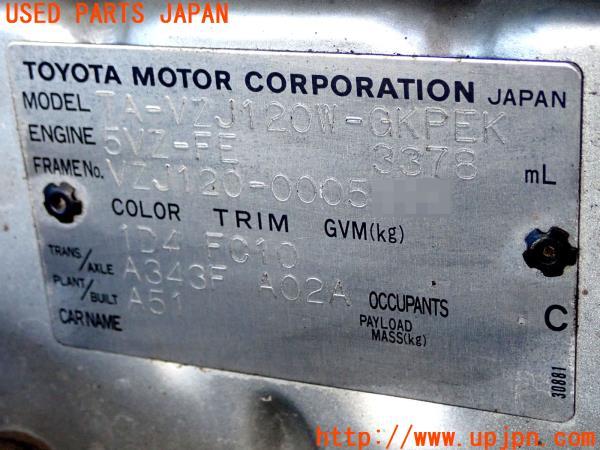 USED PARTS JAPAN
TOYOTA MOTOR CORPORATION JAPAN
MODEL TA-VZJ120W-GKPEK
ENGINE 5VZ-FE 3378 mL
FRAME No. VZJ120-0005
COLOR TRIM GVM(kg)
1D4 FC10
TRANS/AXLE A343F A02A
PLANT/BUILT A51 OCCUPANTS C
CAR NAME PAYLOAD MASS(kg)
30881
http://www.upjpn.com